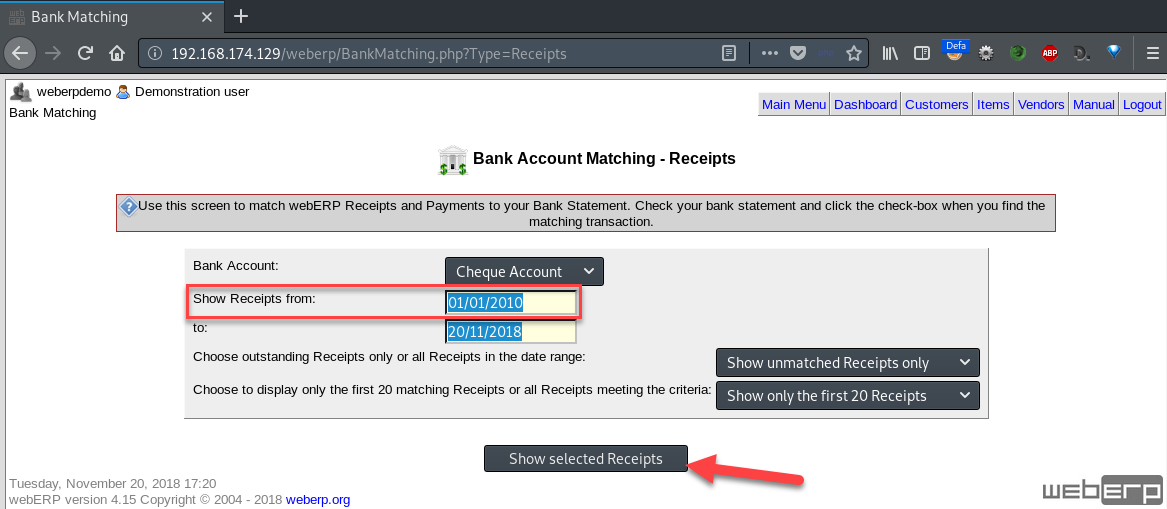 Bank Matching
192.168.174.129/weberp/BankMatching.php?Type=Receipts
Defa
ABP
D.
weberpdemo Demonstration user
Bank Matching
Main Menu Dashboard Customers Items Vendors Manual Logout
Bank Account Matching - Receipts
Use this screen to match webERP Receipts and Payments to your Bank Statement. Check your bank statement and click the check-box when you find the
matching transaction.
Bank Account: Cheque Account
Show Receipts from: 01/01/2010
to: 20/11/2018
Choose outstanding Receipts only or all Receipts in the date range: Show unmatched Receipts only
Choose to display only the first 20 matching Receipts or all Receipts meeting the criteria: Show only the first 20 Receipts
Show selected Receipts
Tuesday, November 20, 2018 17:20
webERP version 4.15 Copyright © 2004 - 2018 weberp.org
webERP